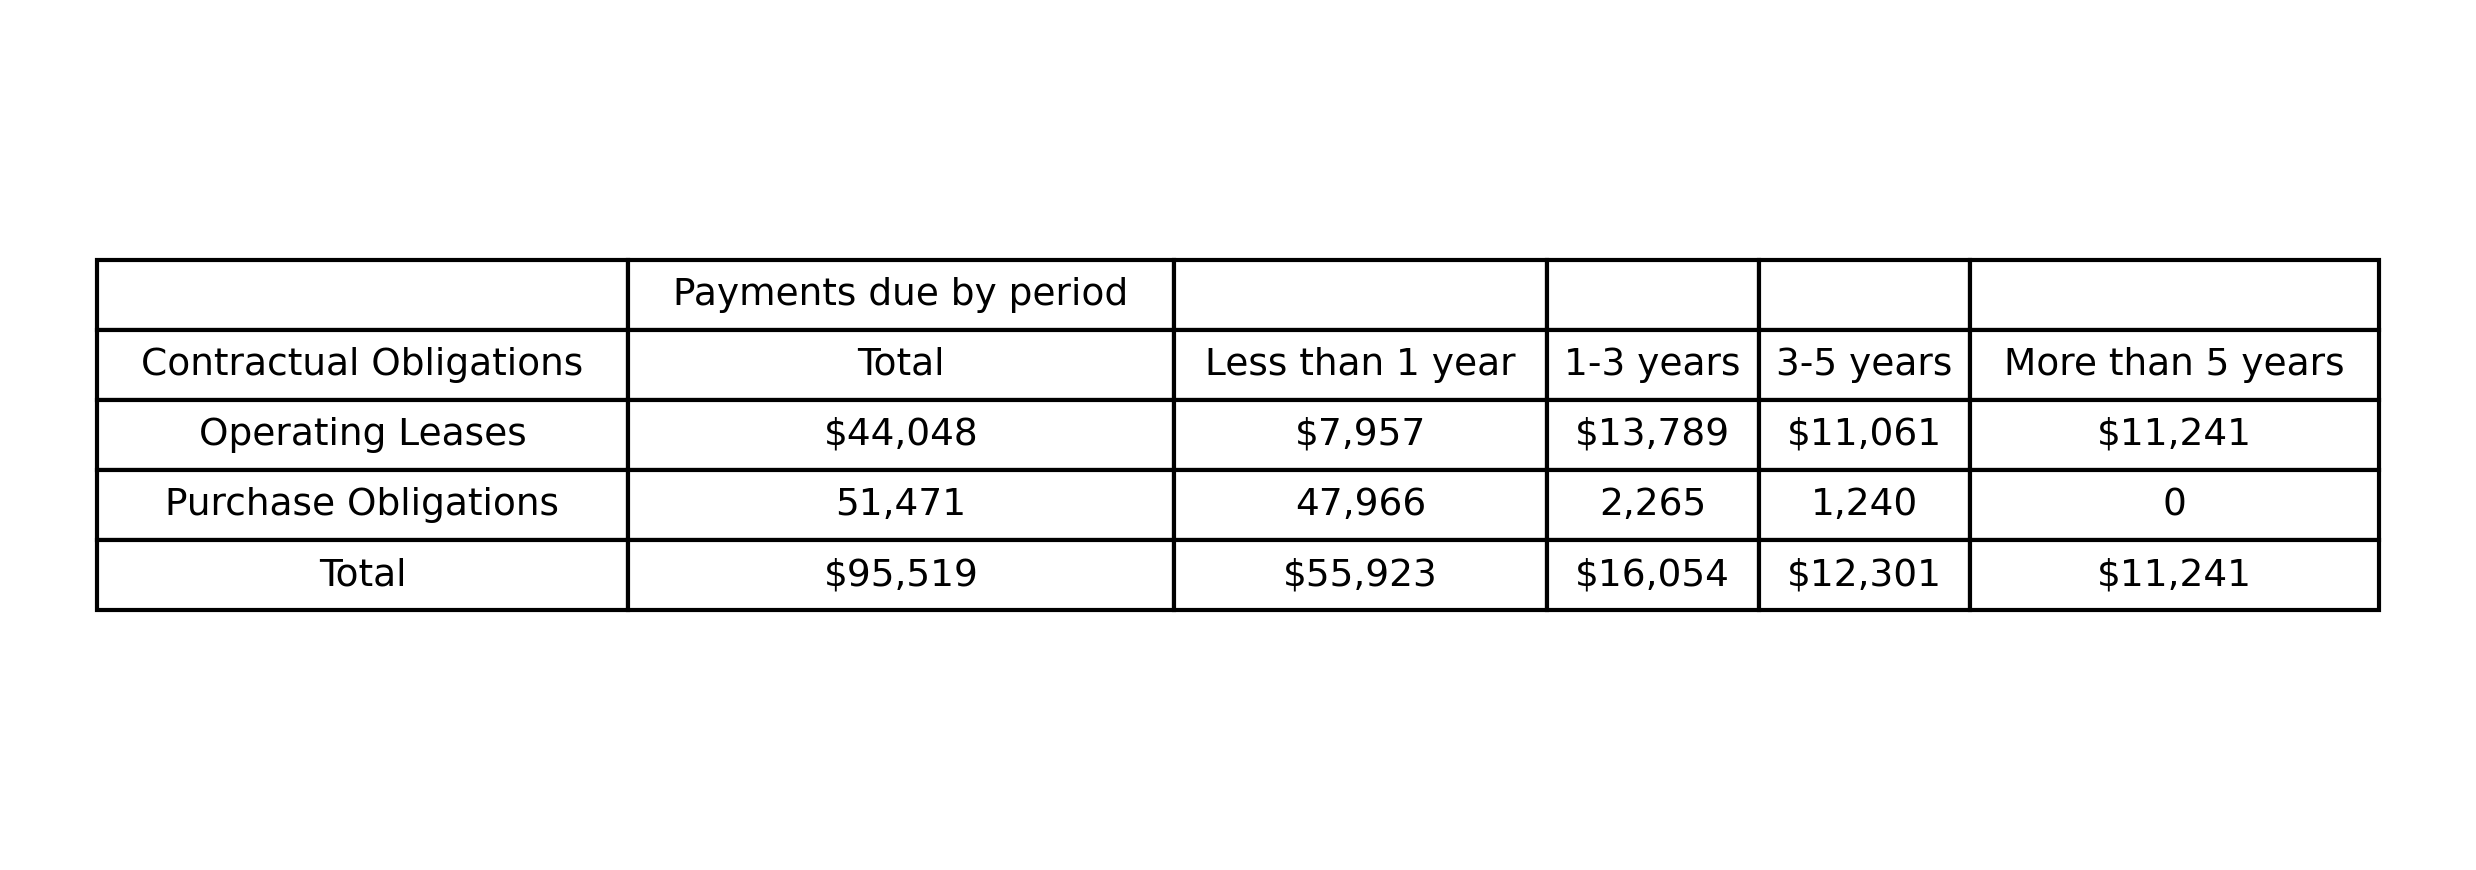 Payments due by period
Contractual Obligations Total Less than 1 year 1-3 years 3-5 years More than 5 years
Operating Leases $44,048 $7,957 $13,789 $11,061 $11,241
Purchase Obligations 51,471 47,966 2,265 1,240 0
Total $95,519 $55,923 $16,054 $12,301 $11,241